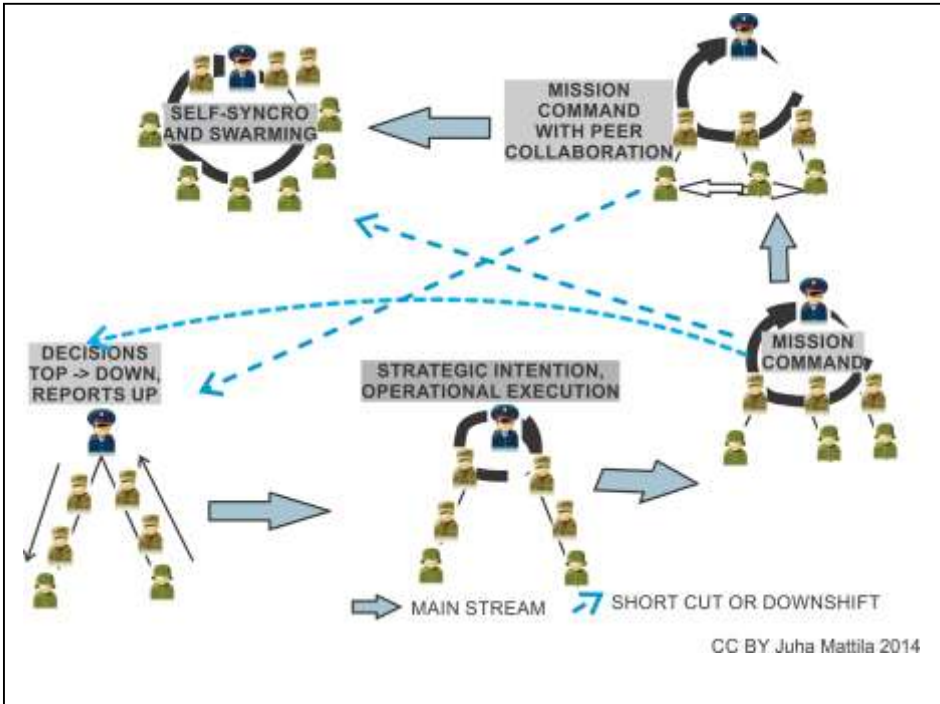 SELF-SYNCRO
AND SWARMING
MISSION
COMMAND
WITH PEER
COLLABORATION
DECISIONS
TOP -> DOWN,
REPORTS UP
STRATEGIC INTENTION,
OPERATIONAL EXECUTION
MISSION
COMMAND
MAIN STREAM
SHORT CUT OR DOWNSHIFT
CC BY Juha Mattila 2014